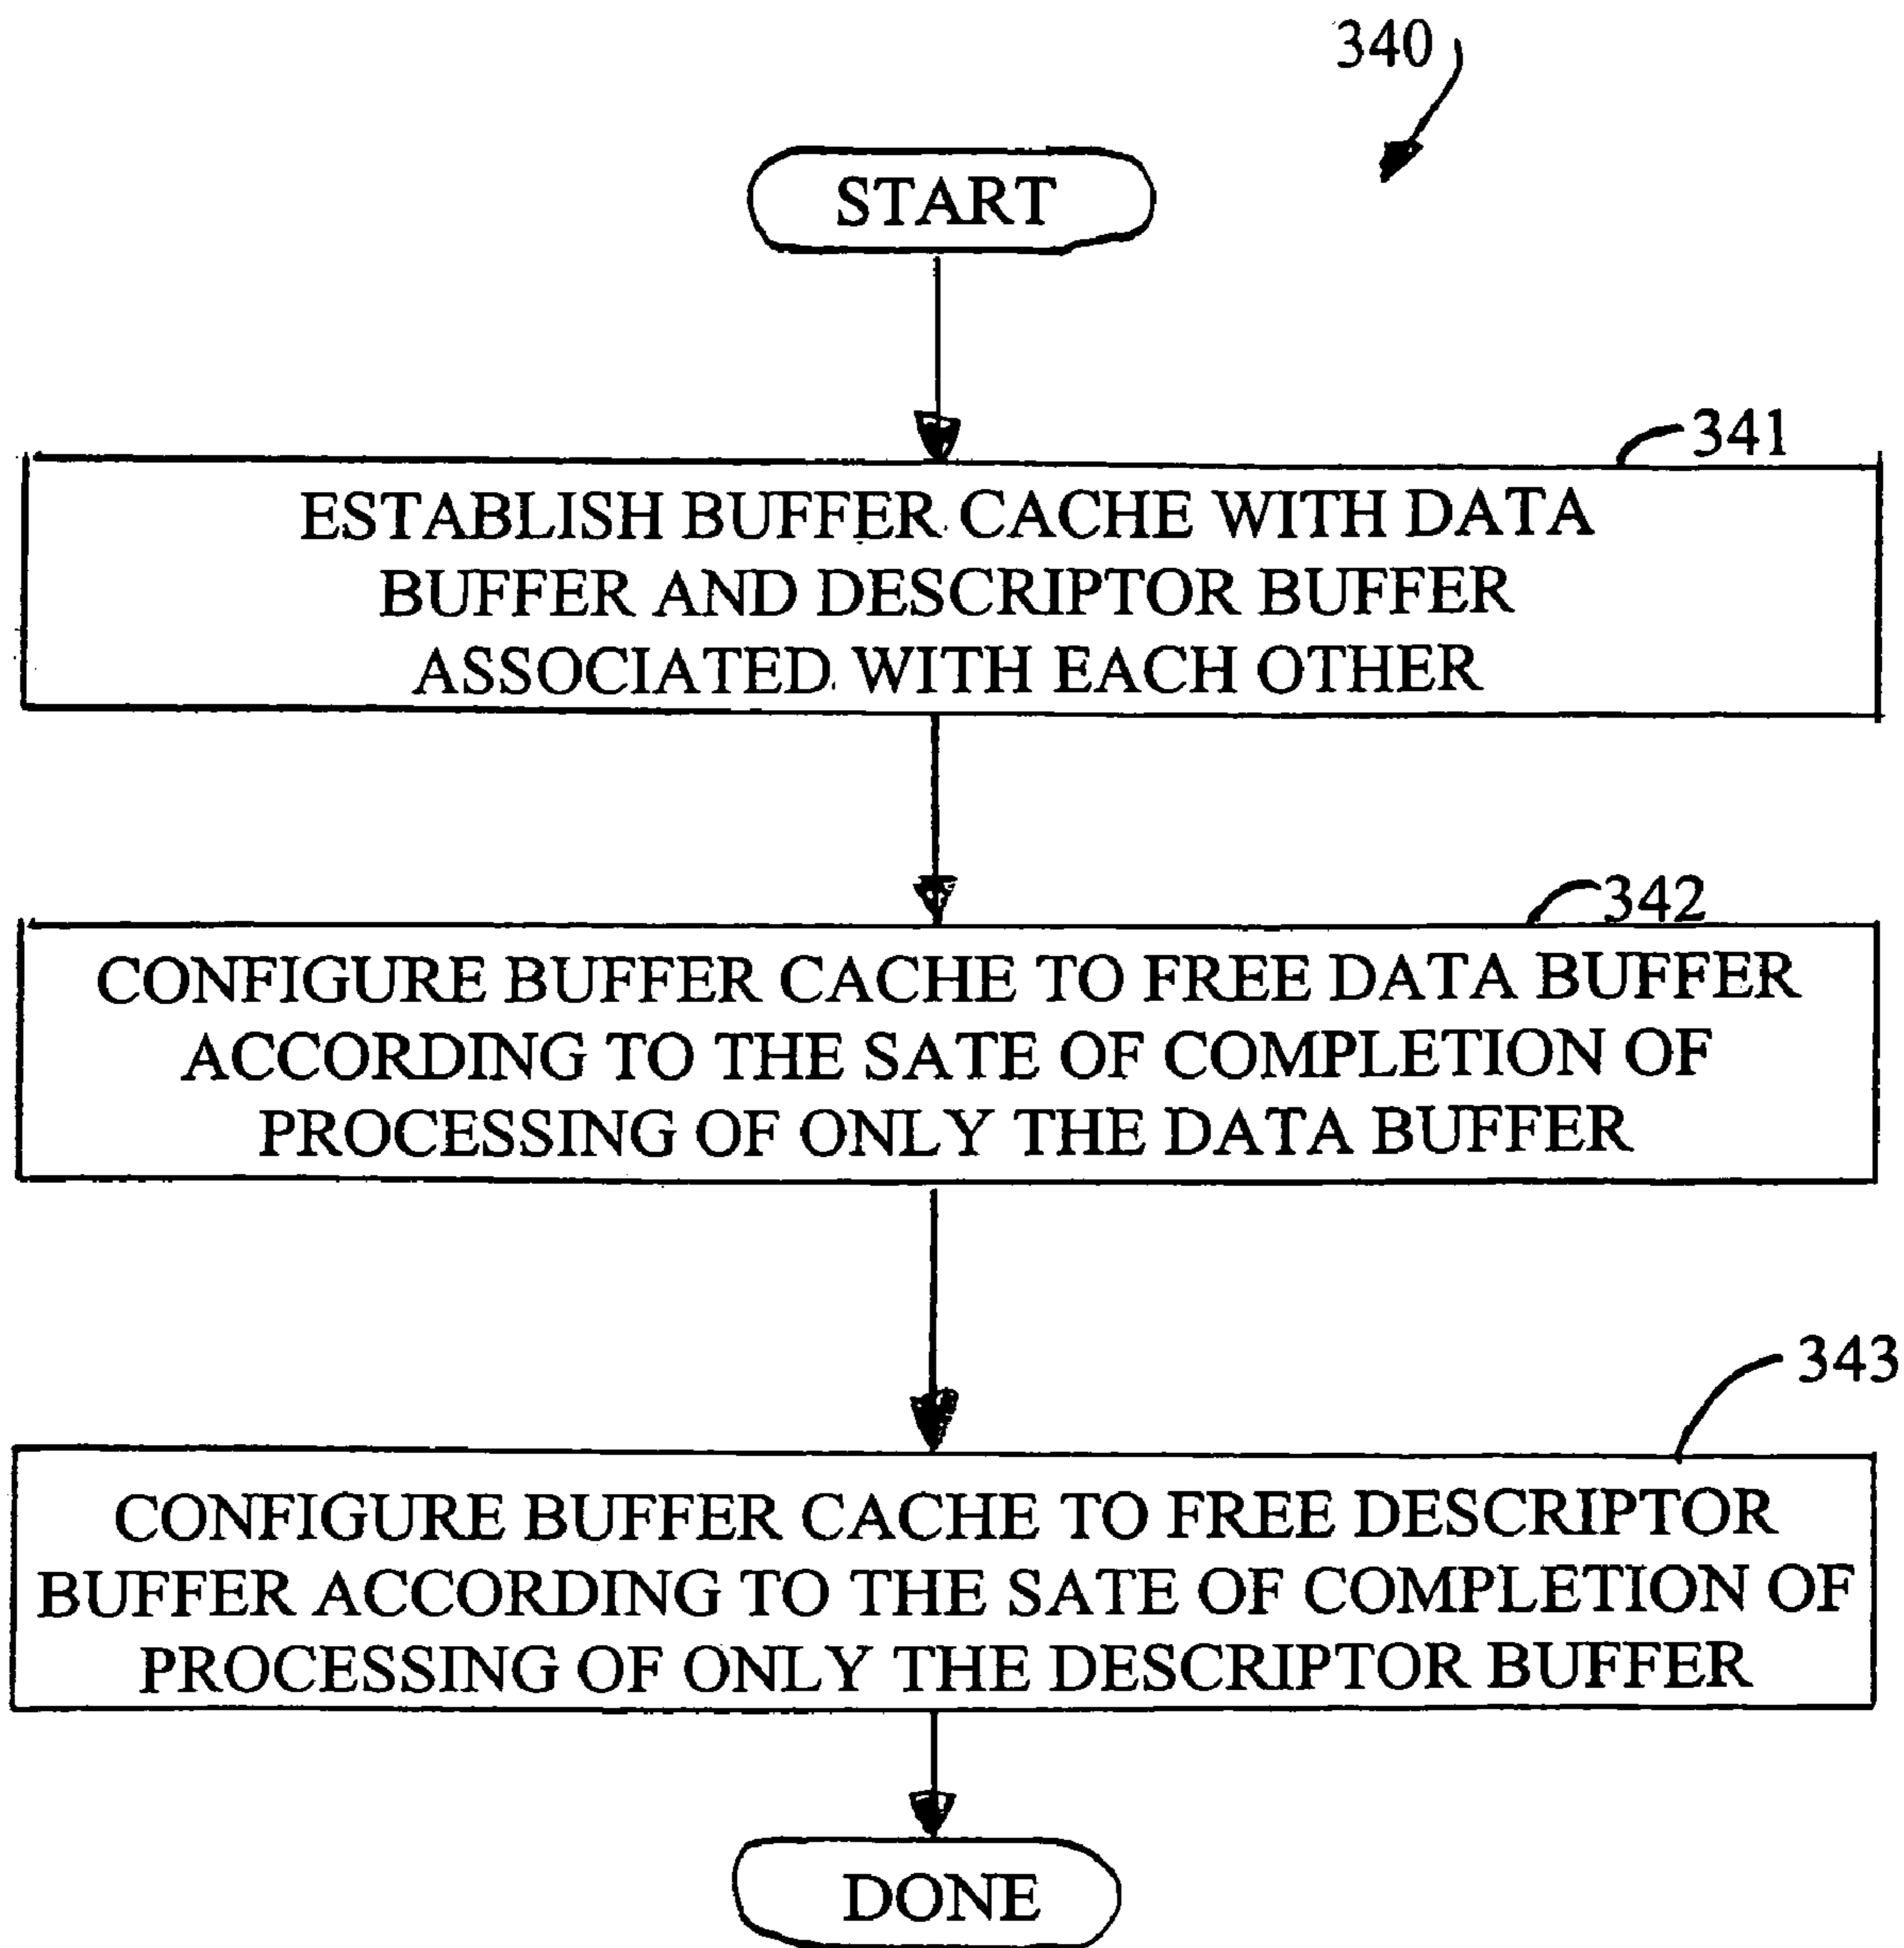 340
START
341
ESTABLISH BUFFER CACHE WITH DATA
BUFFER AND DESCRIPTOR BUFFER
ASSOCIATED WITH EACH OTHER
342
CONFIGURE BUFFER CACHE TO FREE DATA BUFFER
ACCORDING TO THE SATE OF COMPLETION OF
PROCESSING OF ONLY THE DATA BUFFER
343
CONFIGURE BUFFER CACHE TO FREE DESCRIPTOR
BUFFER ACCORDING TO THE SATE OF COMPLETION OF
PROCESSING OF ONLY THE DESCRIPTOR BUFFER
DONE